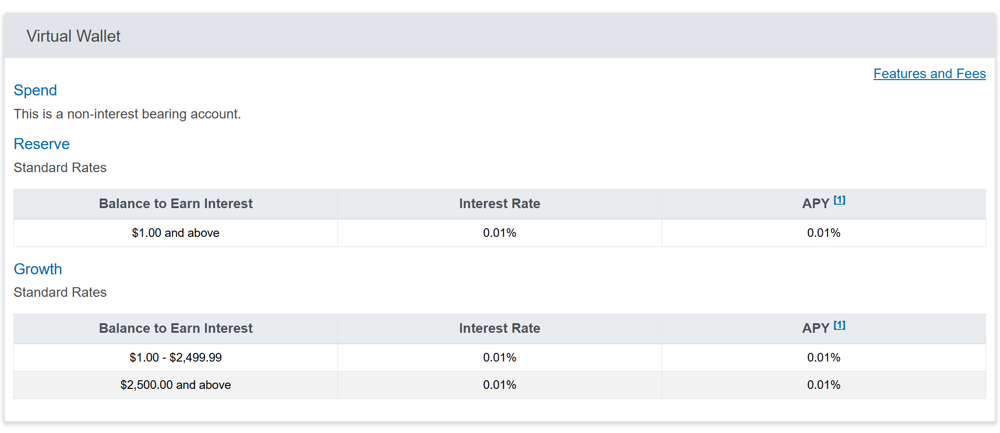 Virtual Wallet
Features and Fees
Spend
This is a non-interest bearing account.
Reserve
Standard Rates
Balance to Earn Interest Interest Rate APY [1]
$1.00 and above 0.01% 0.01%
Growth
Standard Rates
Balance to Earn Interest Interest Rate APY [1]
$1.00 - $2,499.99 0.01% 0.01%
$2,500.00 and above 0.01% 0.01%